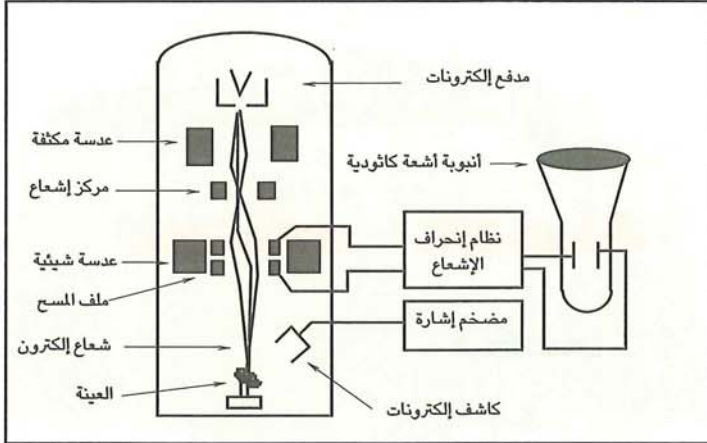 مدفع إلكترونات
عدسة مكثفة
أنبوبة أشعة كاثودية
مركز إشعاع
نظام إنحراف
الإشعاع
عدسة شيئية
ملف المسح
مضخم إشارة
شعاع إلكترون
العينة
كاشف إلكترونات